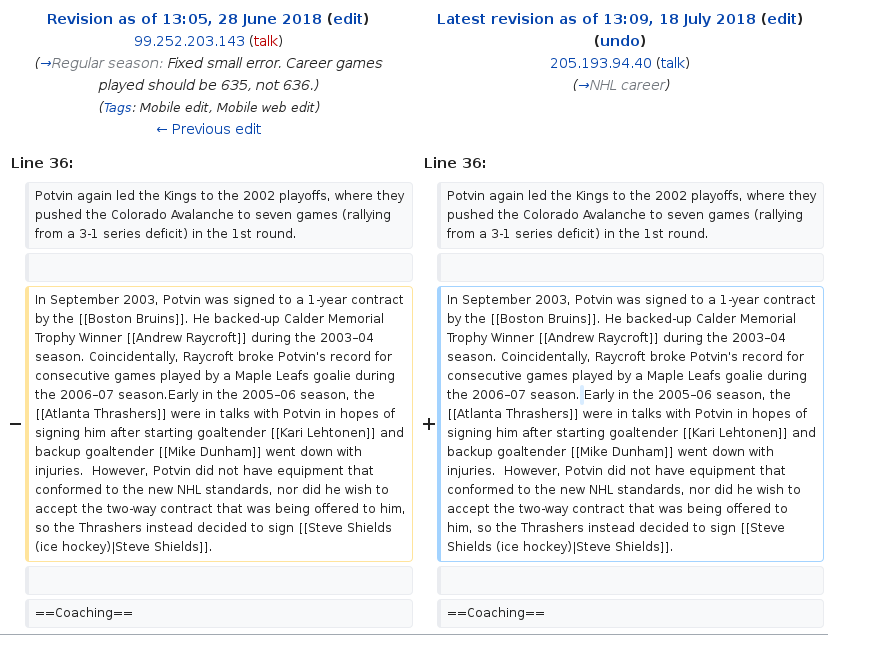 Revision as of 13:05, 28 June 2018 (edit)
99.252.203.143 (talk)
(→Regular season: Fixed small error. Career games
played should be 635, not 636.)
(Tags: Mobile edit, Mobile web edit)
← Previous edit
Latest revision as of 13:09, 18 July 2018 (edit)
(undo)
205.193.94.40 (talk)
(→NHL career)
Line 36:
Potvin again led the Kings to the 2002 playoffs, where they
pushed the Colorado Avalanche to seven games (rallying
from a 3-1 series deficit) in the 1st round.
−
In September 2003, Potvin was signed to a 1-year contract
by the [[Boston Bruins]]. He backed-up Calder Memorial
Trophy Winner [[Andrew Raycroft]] during the 2003–04
season. Coincidentally, Raycroft broke Potvin's record for
consecutive games played by a Maple Leafs goalie during
the 2006–07 season.Early in the 2005–06 season, the
[[Atlanta Thrashers]] were in talks with Potvin in hopes of
signing him after starting goaltender [[Kari Lehtonen]] and
backup goaltender [[Mike Dunham]] went down with
injuries.  However, Potvin did not have equipment that
conformed to the new NHL standards, nor did he wish to
accept the two-way contract that was being offered to him,
so the Thrashers instead decided to sign [[Steve Shields
(ice hockey)|Steve Shields]].
==Coaching==
Line 36:
Potvin again led the Kings to the 2002 playoffs, where they
pushed the Colorado Avalanche to seven games (rallying
from a 3-1 series deficit) in the 1st round.
+
In September 2003, Potvin was signed to a 1-year contract
by the [[Boston Bruins]]. He backed-up Calder Memorial
Trophy Winner [[Andrew Raycroft]] during the 2003–04
season. Coincidentally, Raycroft broke Potvin's record for
consecutive games played by a Maple Leafs goalie during
the 2006–07 season. Early in the 2005–06 season, the
[[Atlanta Thrashers]] were in talks with Potvin in hopes of
signing him after starting goaltender [[Kari Lehtonen]] and
backup goaltender [[Mike Dunham]] went down with
injuries.  However, Potvin did not have equipment that
conformed to the new NHL standards, nor did he wish to
accept the two-way contract that was being offered to
him, so the Thrashers instead decided to sign [[Steve
Shields (ice hockey)|Steve Shields]].
==Coaching==